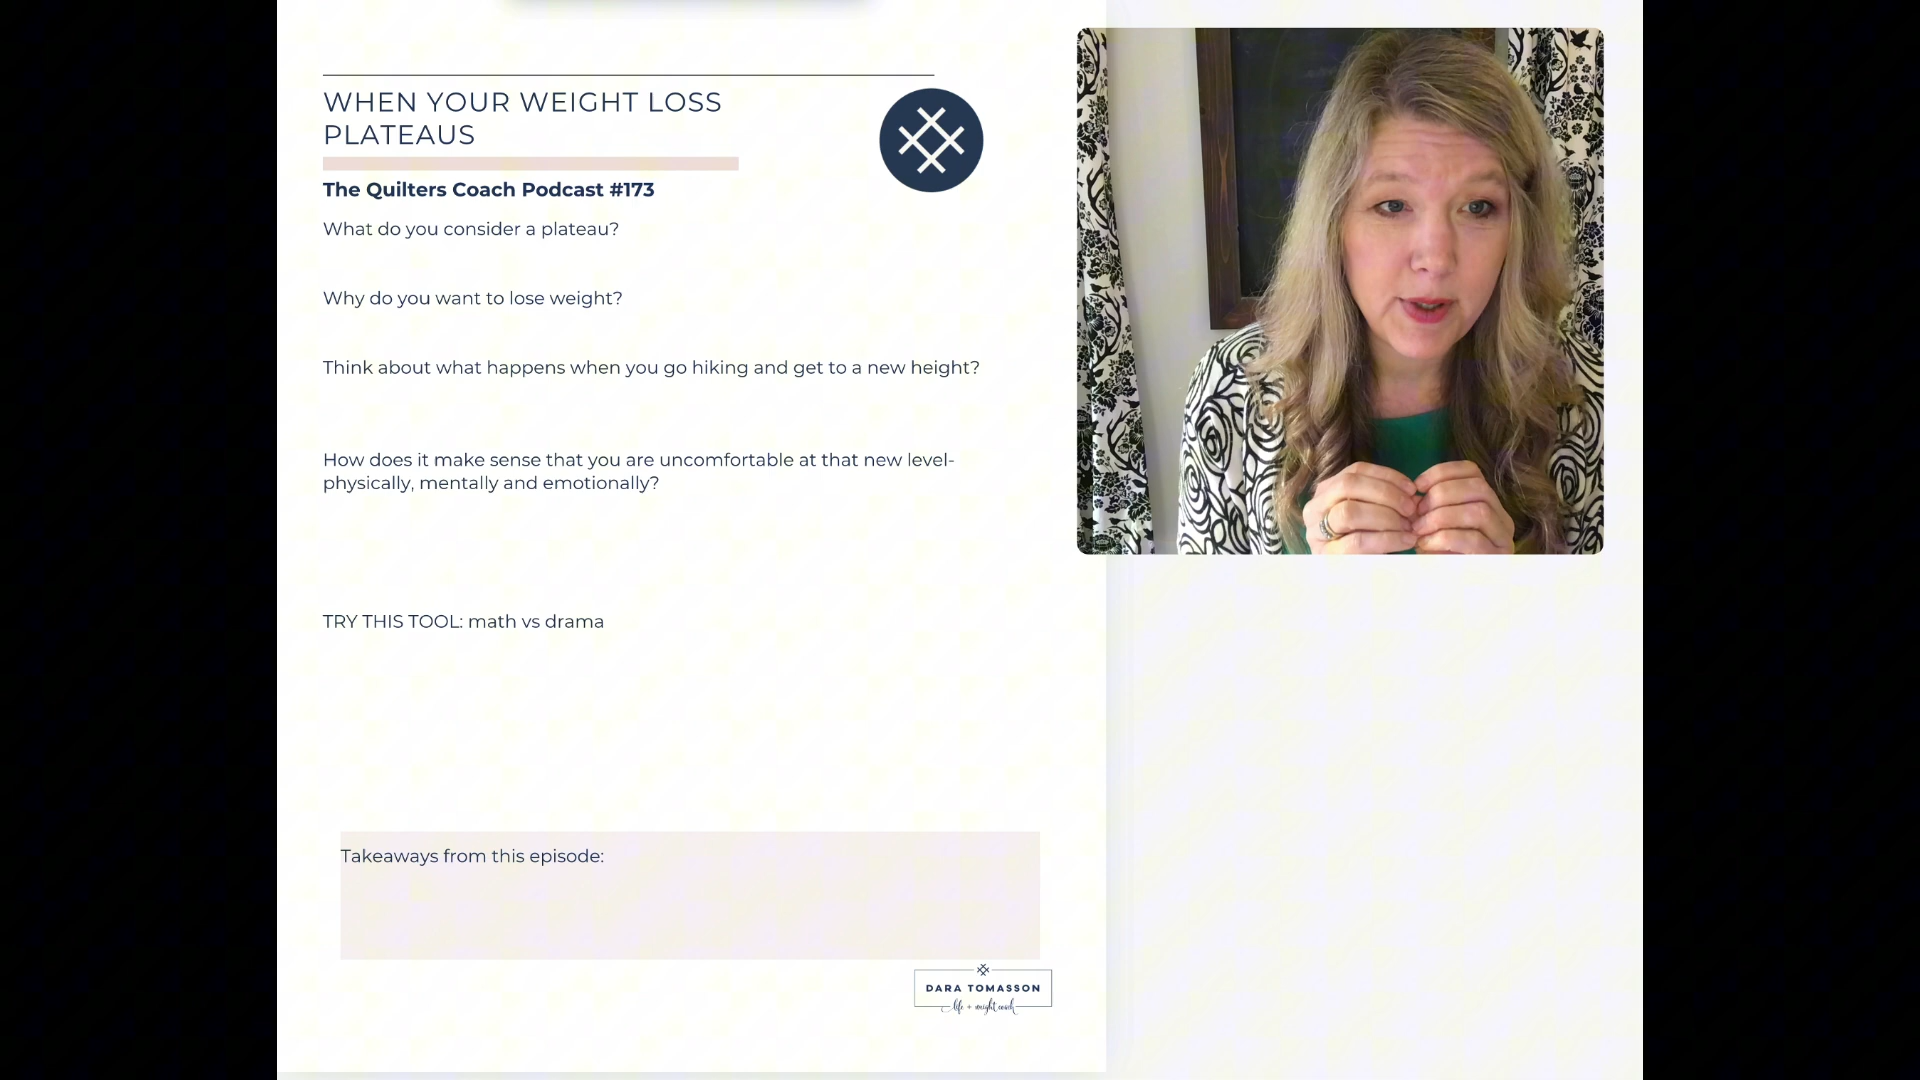 WHEN YOUR WEIGHT LOSS
PLATEAUS
The Quilters Coach Podcast #173
What do you consider a plateau?
Why do you want to lose weight?
Think about what happens when you go hiking and get to a new height?
How does it make sense that you are uncomfortable at that new level-
physically, mentally and emotionally?
TRY THIS TOOL: math vs drama
Takeaways from this episode:
DARA TOMASSON
life + weight coach